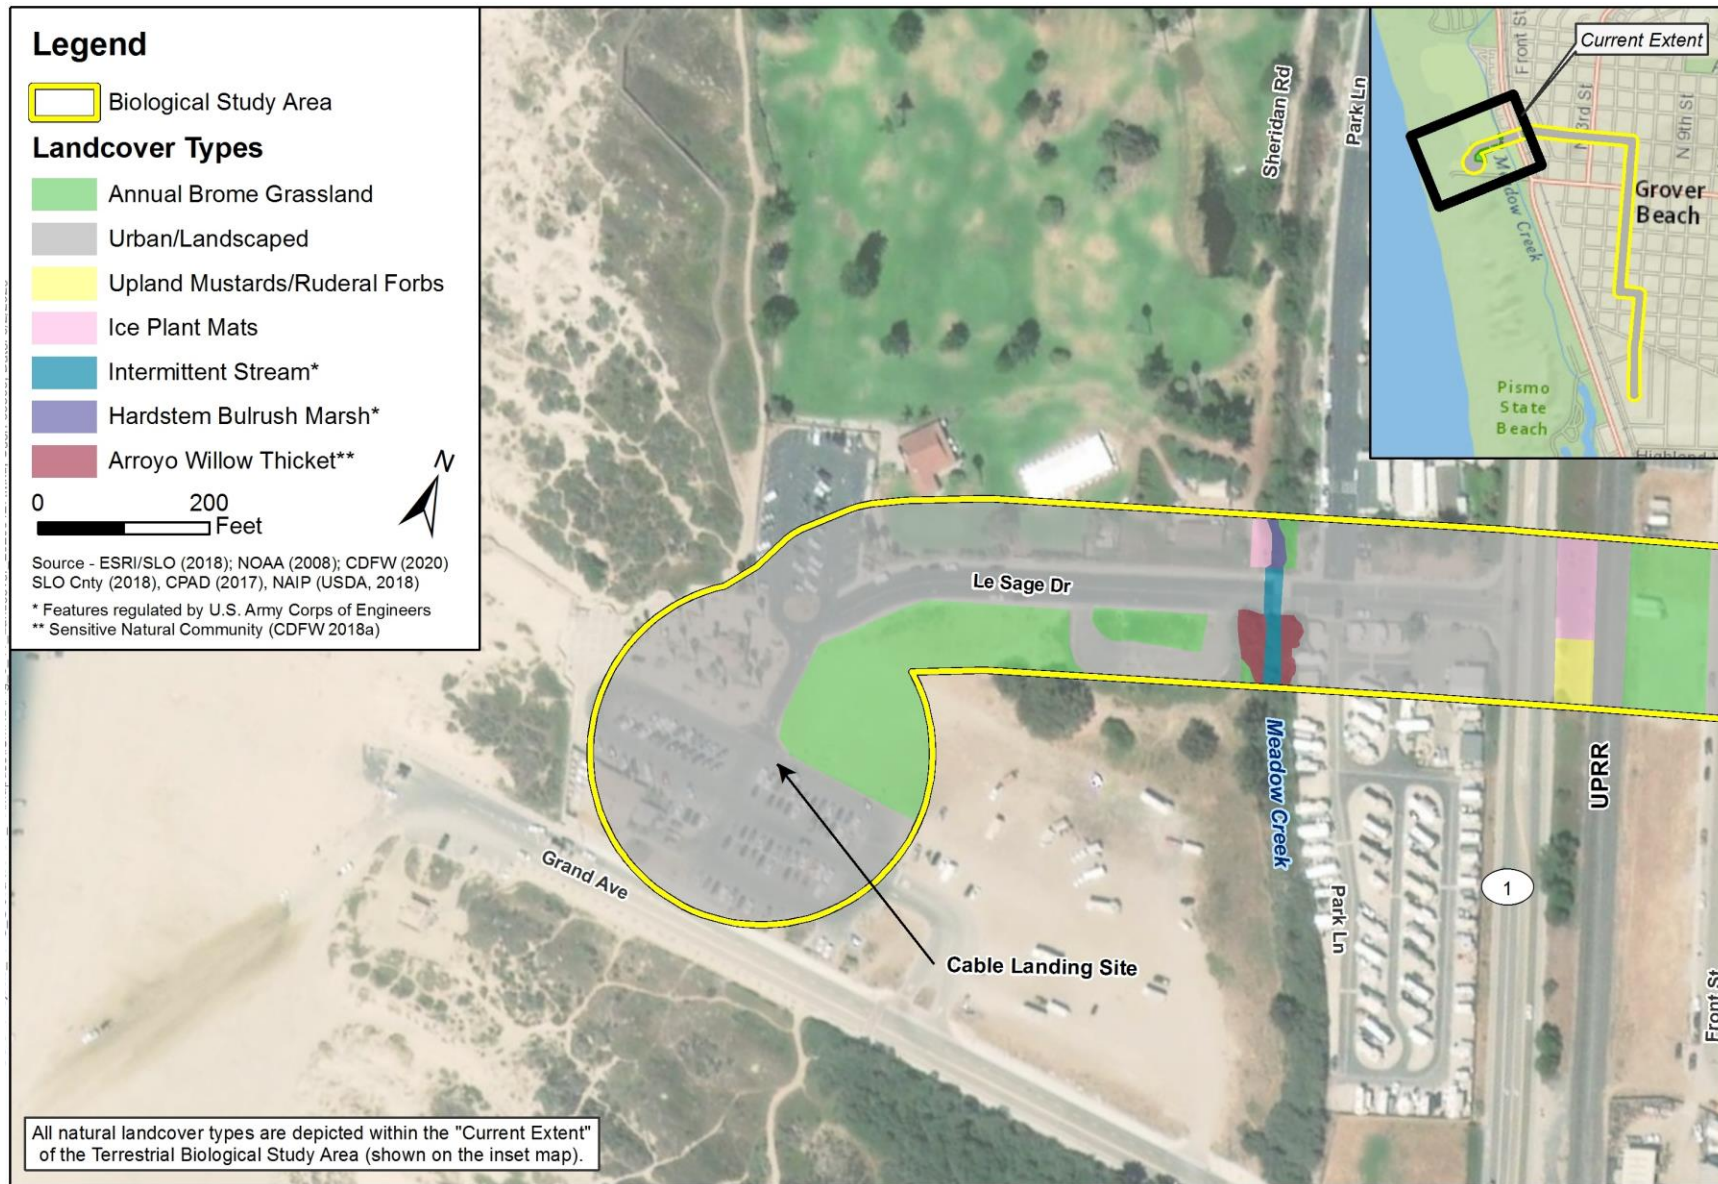 Legend
Biological Study Area
Landcover Types
Annual Brome Grassland
Urban/Landscaped
Upland Mustards/Ruderal Forbs
Ice Plant Mats
Intermittent Stream*
Hardstem Bulrush Marsh*
Arroyo Willow Thicket**
N
0 200
Feet
Source - ESRI/SLO (2018); NOAA (2008); CDFW (2020)
SLO Cnty (2018), CPAD (2017), NAIP (USDA, 2018)
* Features regulated by U.S. Army Corps of Engineers
** Sensitive Natural Community (CDFW 2018a)
Sheridan Rd
Park Ln
Current Extent
Front St
N 3rd St
N 9th St
Meadow Creek
Grover
Beach
Pismo
State
Beach
Highland
Le Sage Dr
Meadow Creek
UPRR
Grand Ave
Park Ln
1
Front St
Cable Landing Site
All natural landcover types are depicted within the "Current Extent"
of the Terrestrial Biological Study Area (shown on the inset map).